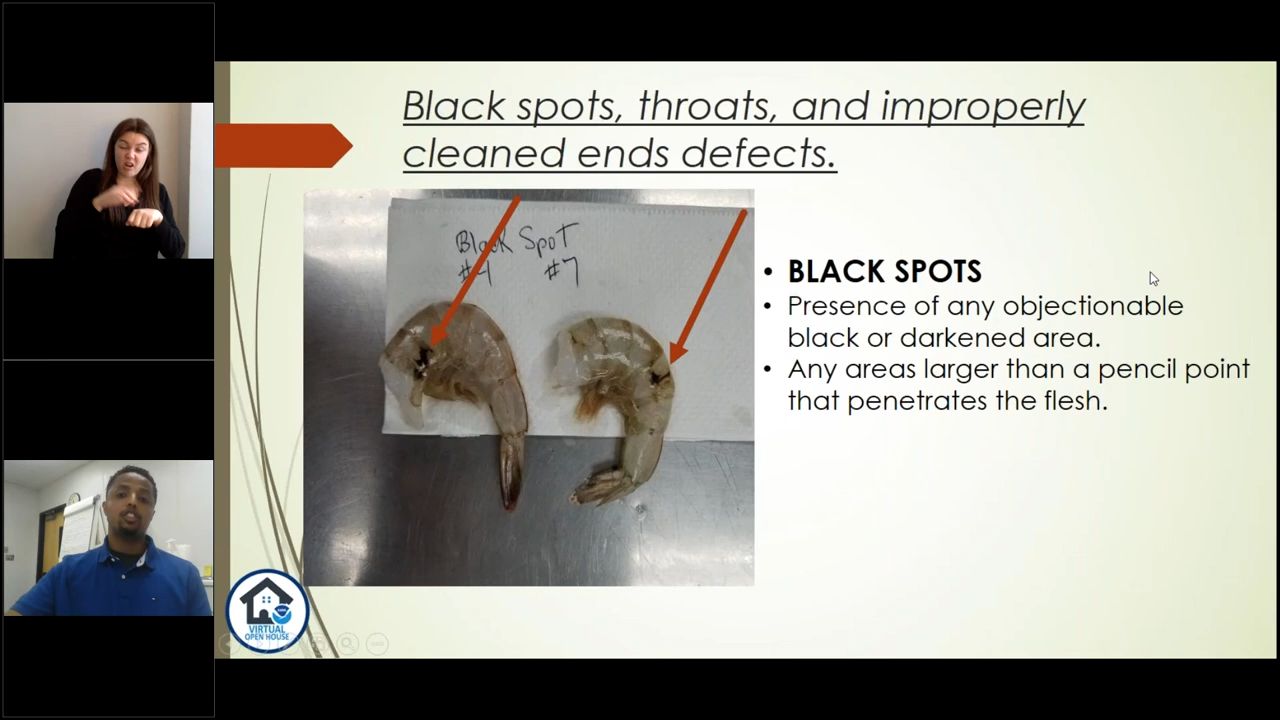 Black spots, throats, and improperly
cleaned ends defects.
Black Spot
#4 #7
• BLACK SPOTS
• Presence of any objectionable
black or darkened area.
• Any areas larger than a pencil point
that penetrates the flesh.
VIRTUAL
OPEN HOUSE